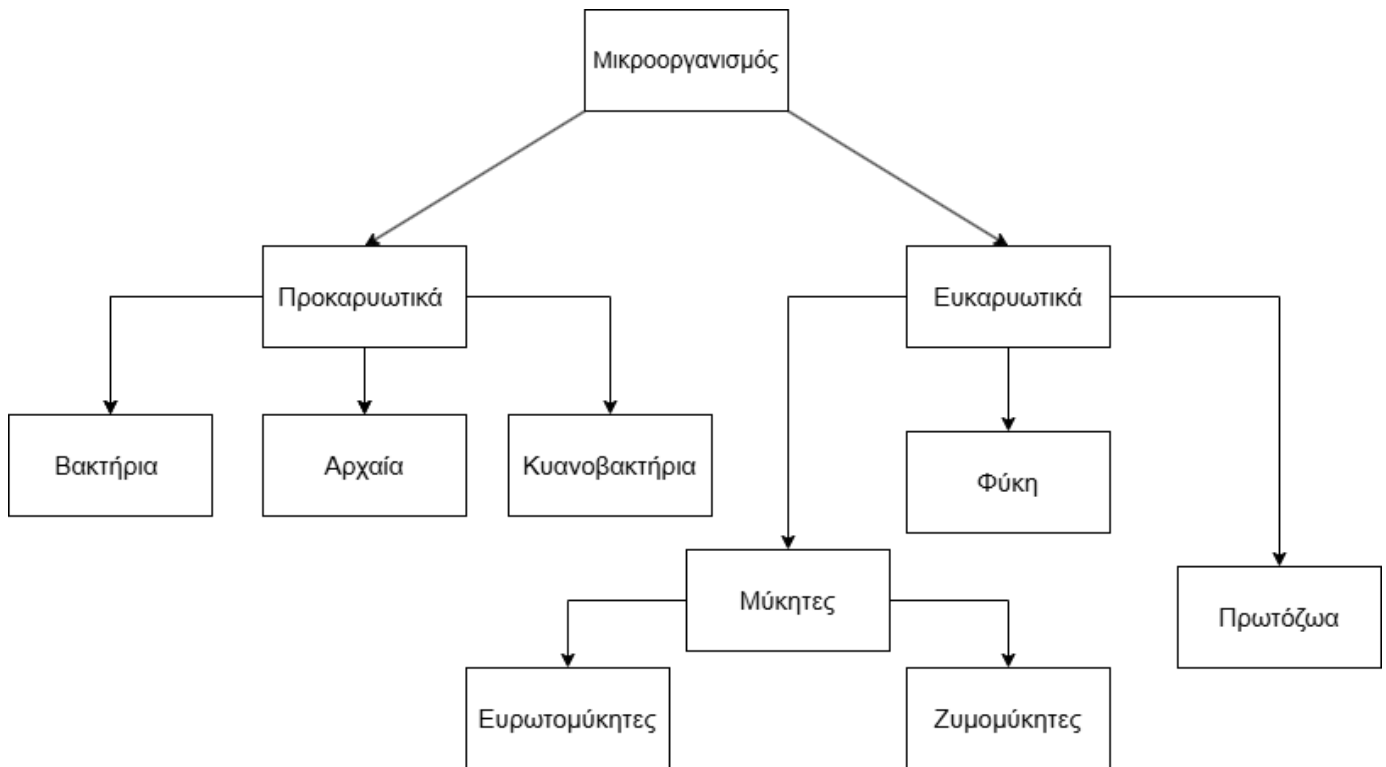 Μικροοργανισμός
Προκαρυωτικά
Ευκαρυωτικά
Βακτήρια
Αρχαία
Κυανοβακτήρια
Φύκη
Μύκητες
Πρωτόζωα
Ευρωτομύκητες
Ζυμομύκητες